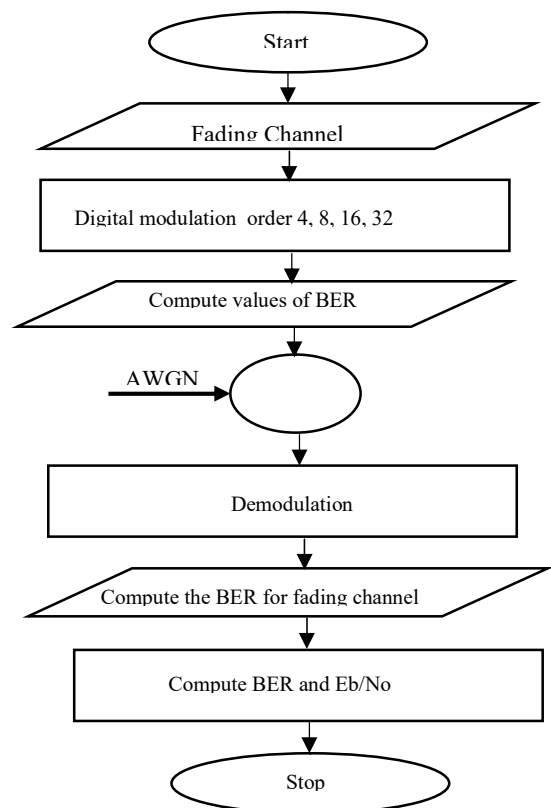 Start
Fading Channel
Digital modulation order 4, 8, 16, 32
Compute values of BER
AWGN
Demodulation
Compute the BER for fading channel
Compute BER and Eb/No
Stop